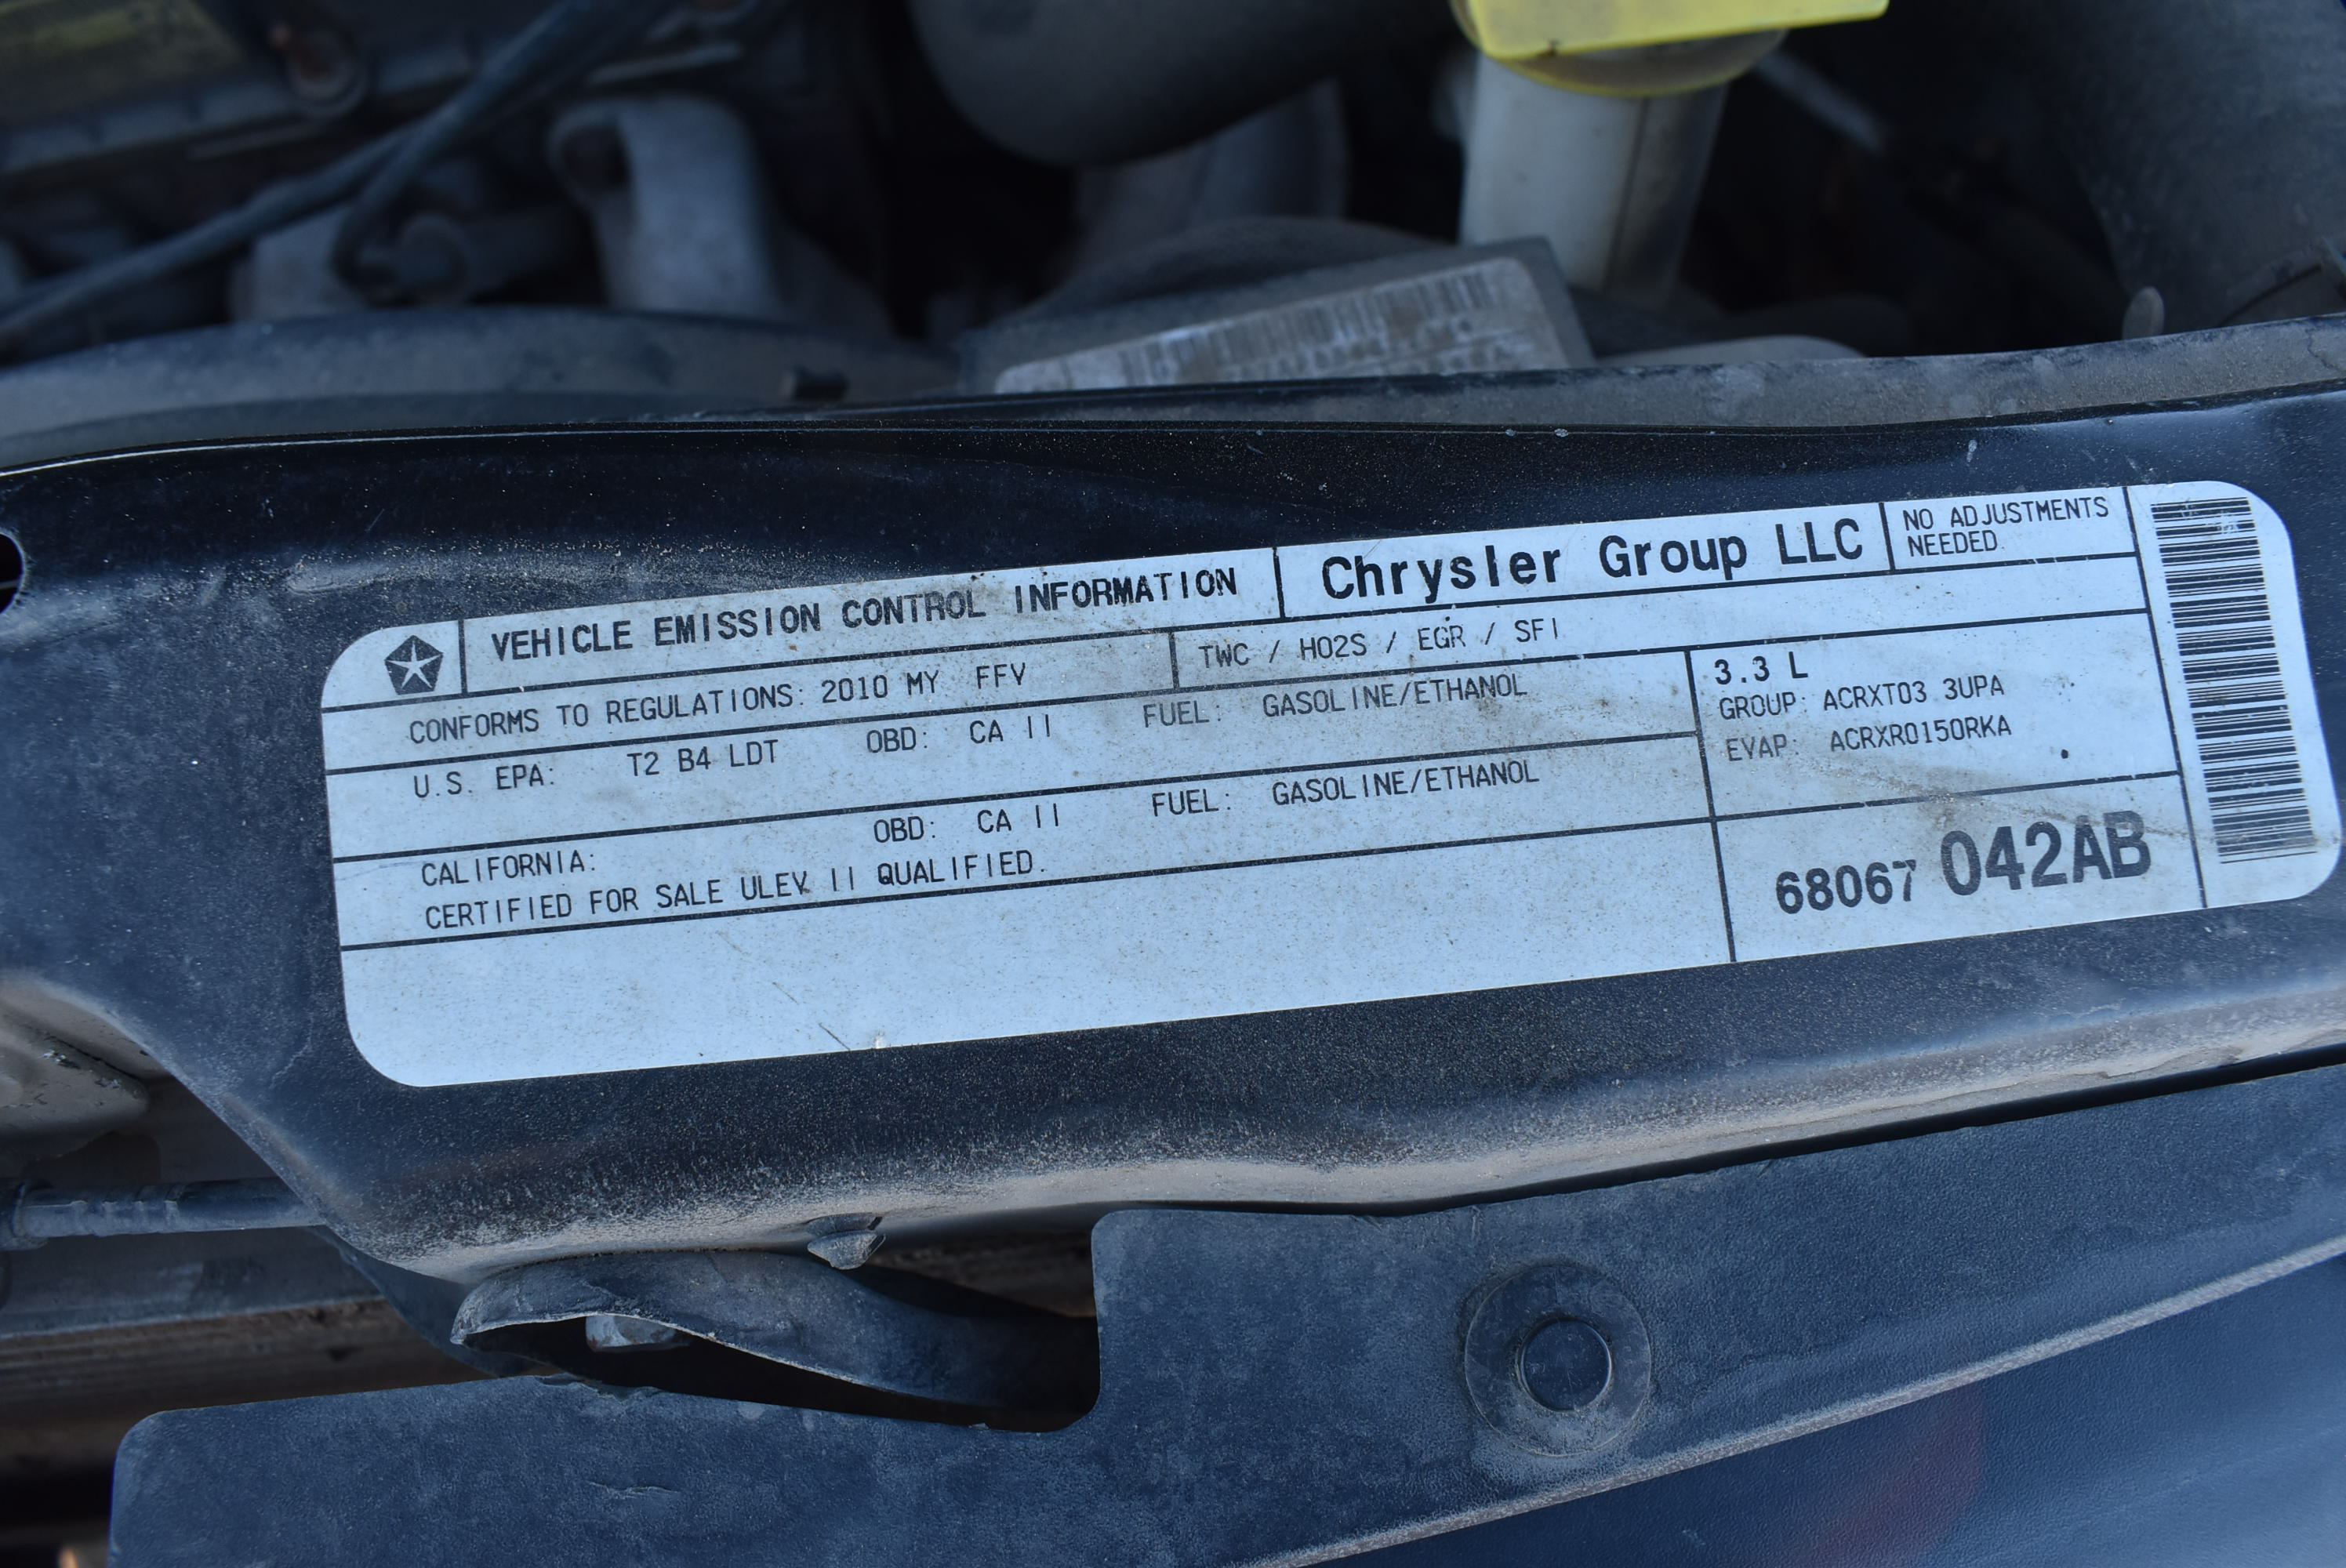 VEHICLE EMISSION CONTROL INFORMATION
Chrysler Group LLC
NO ADJUSTMENTS
NEEDED.
CONFORMS TO REGULATIONS: 2010 MY FFV
TWC / HO2S / EGR / SFI
U.S. EPA: T2 B4 LDT OBD: CA II FUEL: GASOLINE/ETHANOL
CALIFORNIA: OBD: CA II FUEL: GASOLINE/ETHANOL
CERTIFIED FOR SALE ULEV II QUALIFIED.
3.3 L
GROUP: ACRXT03 3UPA
EVAP: ACRXR0150RKA
68067 042AB